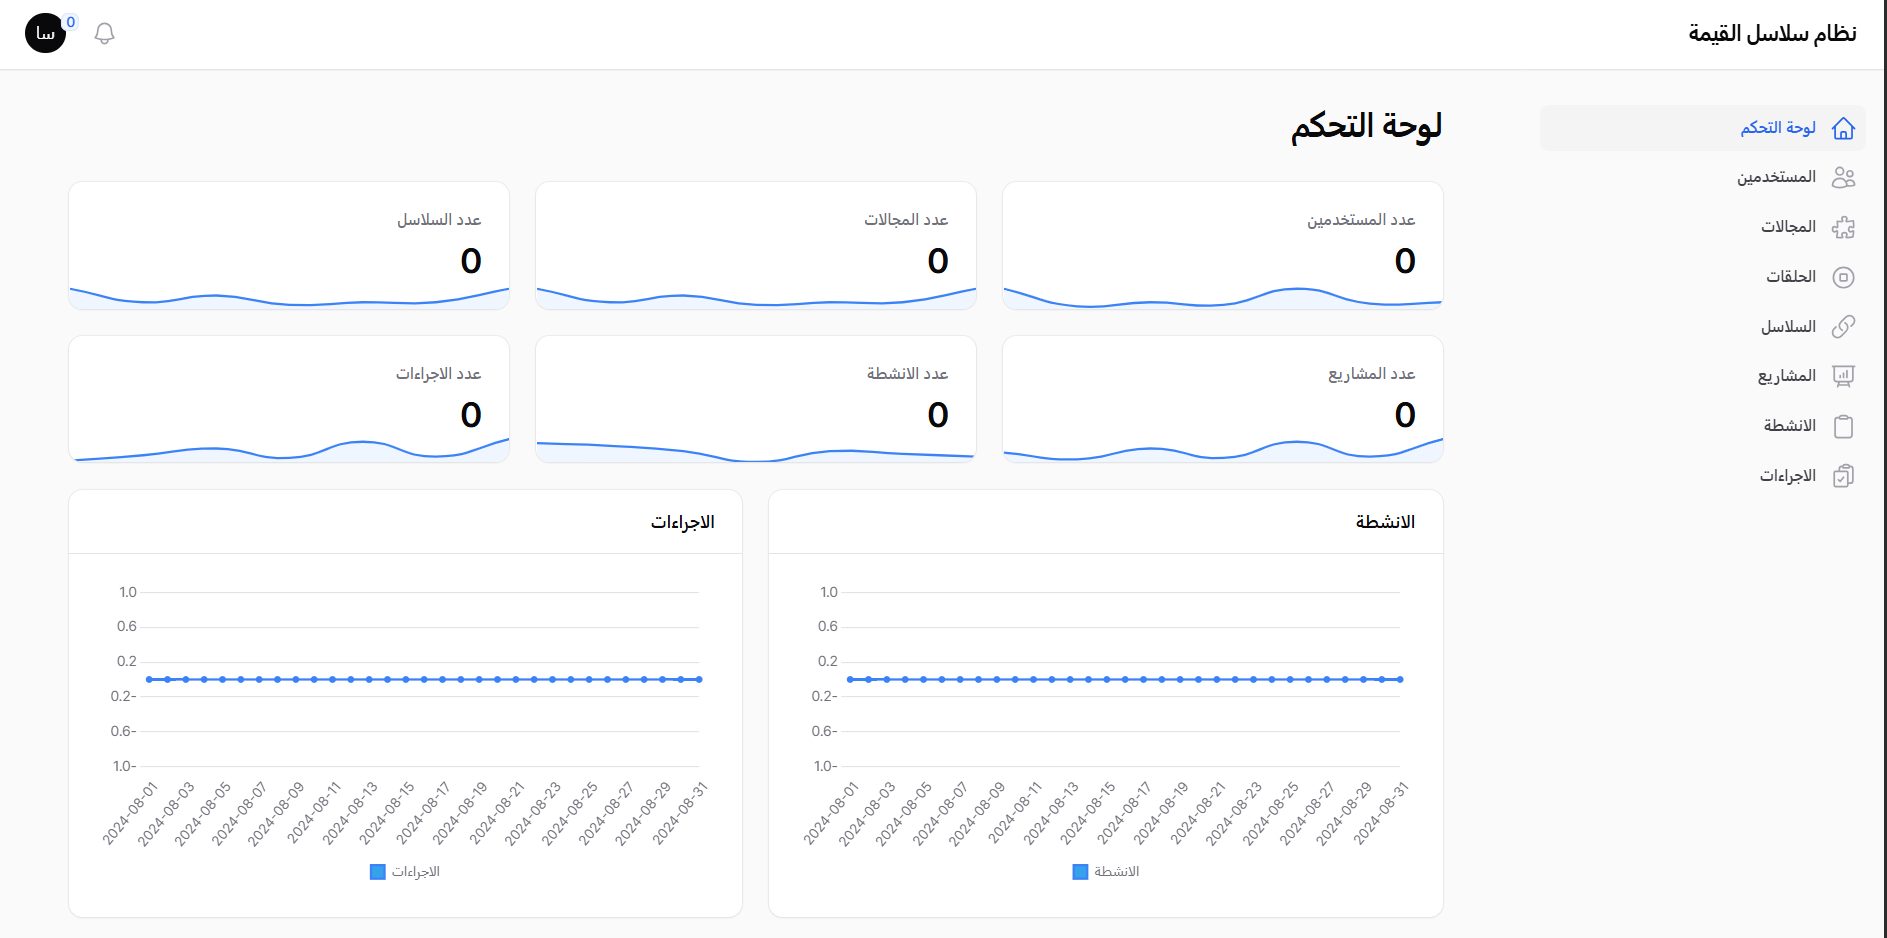 نظام سلاسل القيمة
0
سا
لوحة التحكم
المستخدمين
المجالات
الحلقات
السلاسل
المشاريع
الانشطة
الاجراءات
لوحة التحكم
عدد المستخدمين
0
عدد المجالات
0
عدد السلاسل
0
عدد المشاريع
0
عدد الانشطة
0
عدد الاجراءات
0
الانشطة
1.0
0.6
0.2
0.2-
0.6-
1.0-
2024-08-01
2024-08-03
2024-08-05
2024-08-07
2024-08-09
2024-08-11
2024-08-13
2024-08-15
2024-08-17
2024-08-19
2024-08-21
2024-08-23
2024-08-25
2024-08-27
2024-08-29
2024-08-31
الانشطة
الاجراءات
1.0
0.6
0.2
0.2-
0.6-
1.0-
2024-08-01
2024-08-03
2024-08-05
2024-08-07
2024-08-09
2024-08-11
2024-08-13
2024-08-15
2024-08-17
2024-08-19
2024-08-21
2024-08-23
2024-08-25
2024-08-27
2024-08-29
2024-08-31
الاجراءات